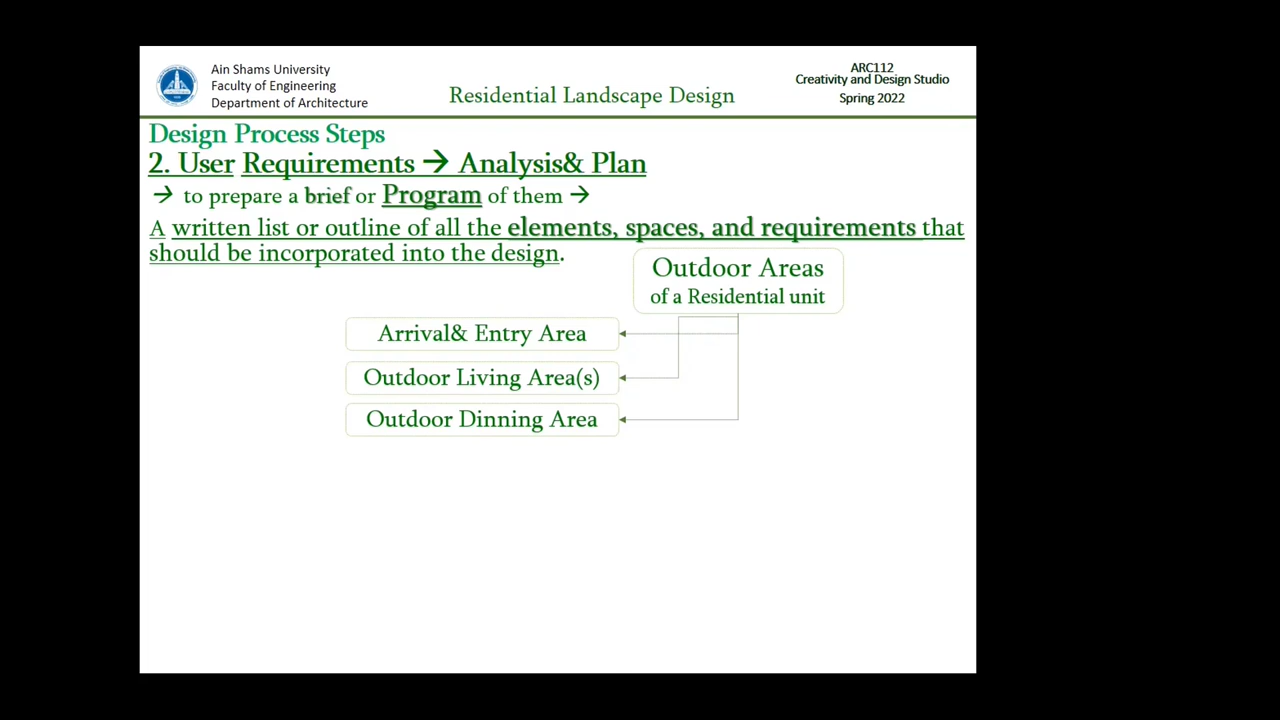 Ain Shams University
Faculty of Engineering
Department of Architecture
Residential Landscape Design
ARC112
Creativity and Design Studio
Spring 2022
Design Process Steps
2. User Requirements → Analysis& Plan
→ to prepare a brief or Program of them →
A written list or outline of all the elements, spaces, and requirements that
should be incorporated into the design.
Outdoor Areas
of a Residential unit
Arrival& Entry Area
Outdoor Living Area(s)
Outdoor Dinning Area